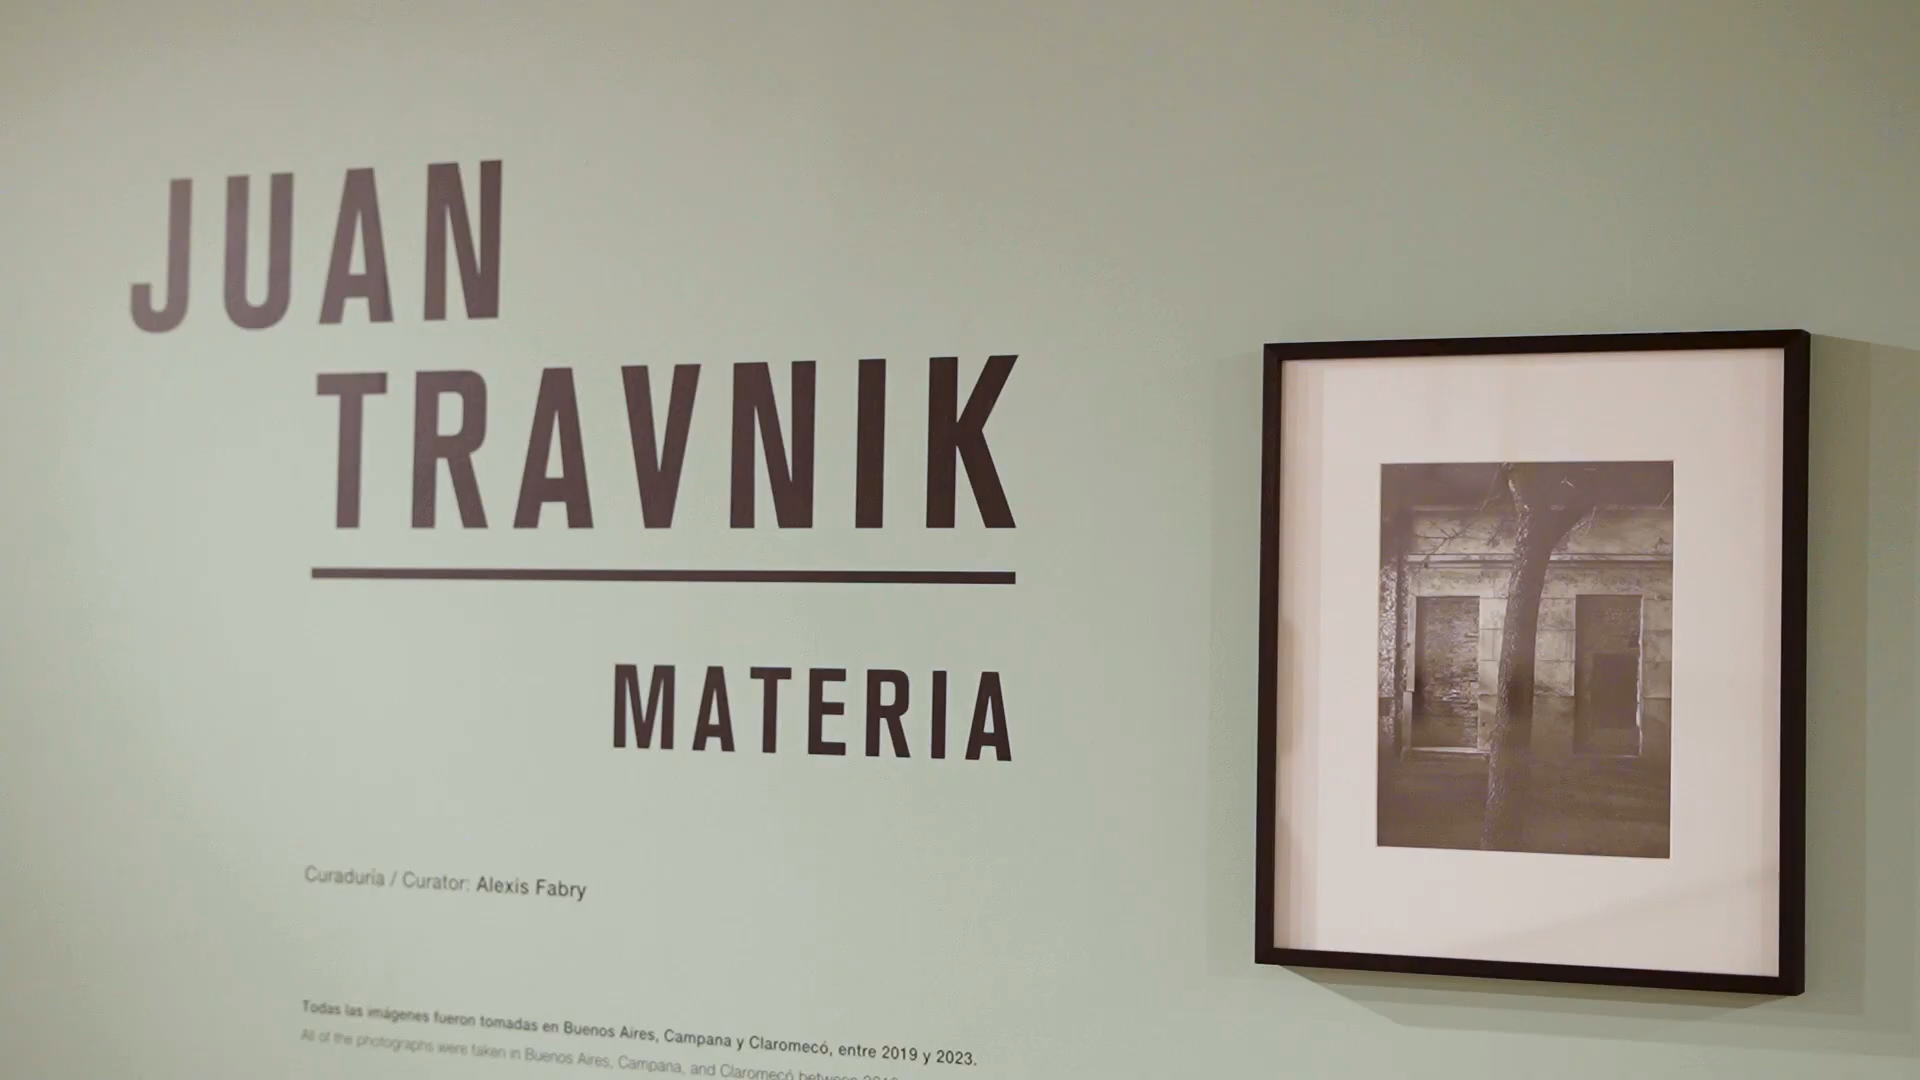 JUAN
TRAVNIK
MATERIA
Curaduría / Curator: Alexis Fabry
Todas las imágenes fueron tomadas en Buenos Aires, Campana y Claromecó, entre 2019 y 2023.
All of the photographs were taken in Buenos Aires, Campana, and Claromecó between